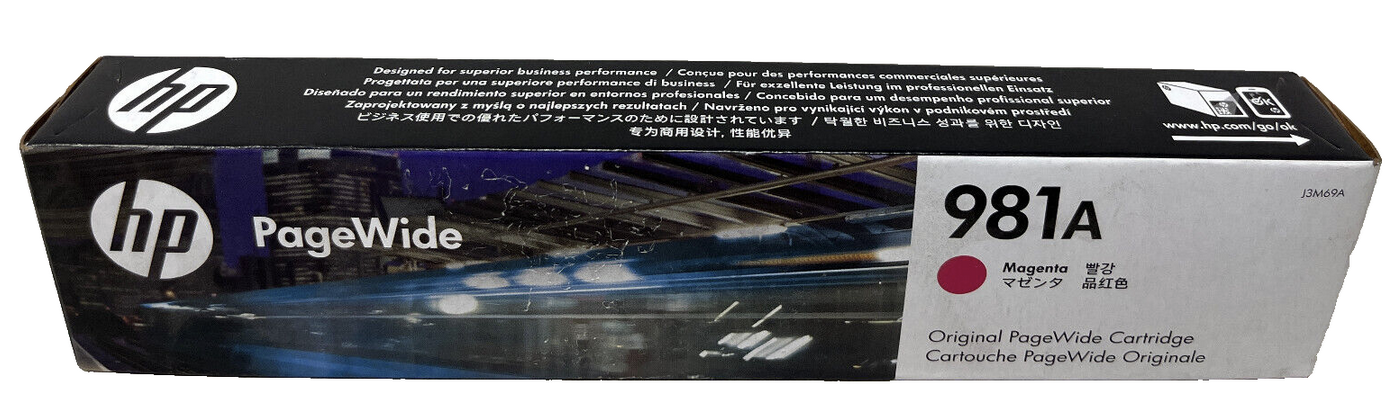 hp
Designed for superior business performance / Conçue pour des performances commerciales supérieures
Progettata per una superiore performance di business / Für exzellente Leistung im professionellen Einsatz
Diseñado para un rendimiento superior en entornos profesionales / Concebido para um desempenho profissional superior
Zaprojektowany z myślą o najlepszych rezultatach / Navrženo pro vynikající výkon v podnikovém prostředí
ビジネス使用での優れたパフォーマンスのために設計されています / 탁월한 비즈니스 성과를 위한 디자인
专为商用设计, 性能优异
OK
www.hp.com/go/ok
hp
PageWide
981A
J3M69A
Magenta 빨강
マゼンタ 品红色
Original PageWide Cartridge
Cartouche PageWide Originale